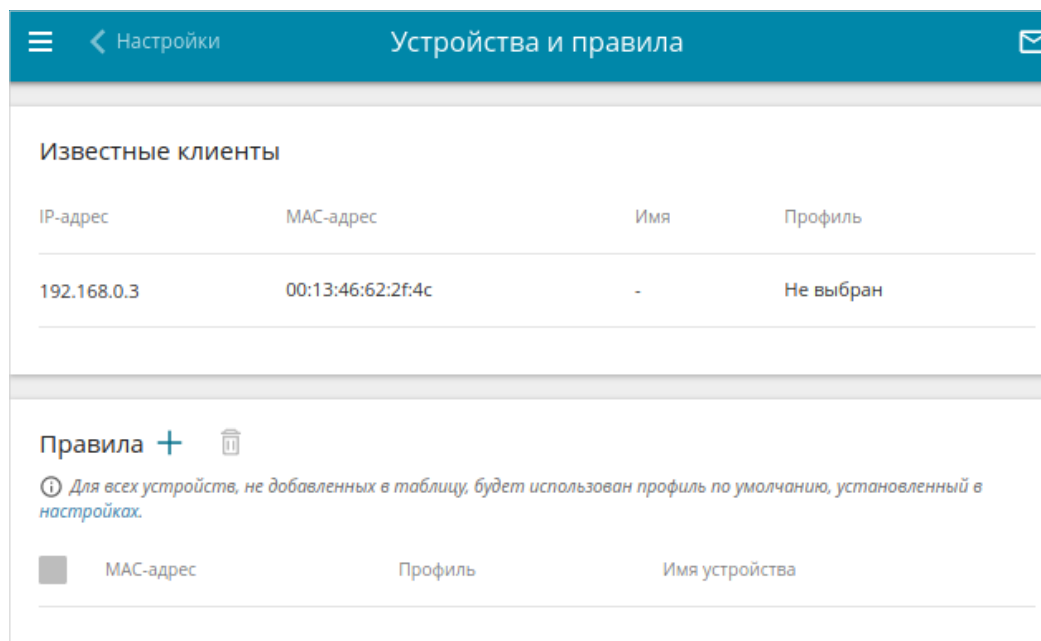 Настройки Устройства и правила
Известные клиенты
IP-адрес MAC-адрес Имя Профиль
192.168.0.3 00:13:46:62:2f:4c - Не выбран
Правила
Для всех устройств, не добавленных в таблицу, будет использован профиль по умолчанию, установленный в
настройках.
MAC-адрес Профиль Имя устройства